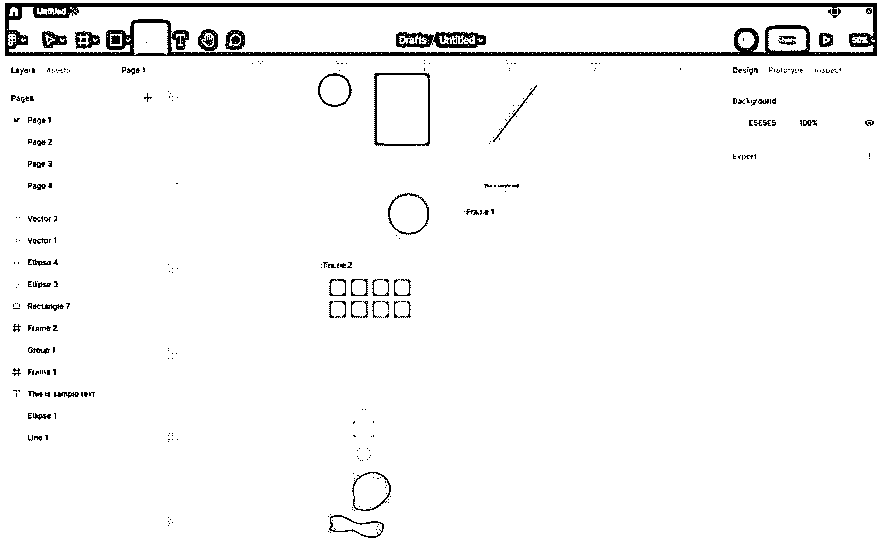 Untitled
Drafts / Untitled
Layers Assets Page 1
Design Prototype Inspect
Pages
Page 1
Page 2
Page 3
Page 4
Vector 2
Vector 1
Ellipse 4
Ellipse 3
Rectangle 7
Frame 2
Group 1
Frame 1
This is sample text
Ellipse 1
Line 1
This is sample text
Frame 1
Frame 2
Background
E5E5E5 100%
Export